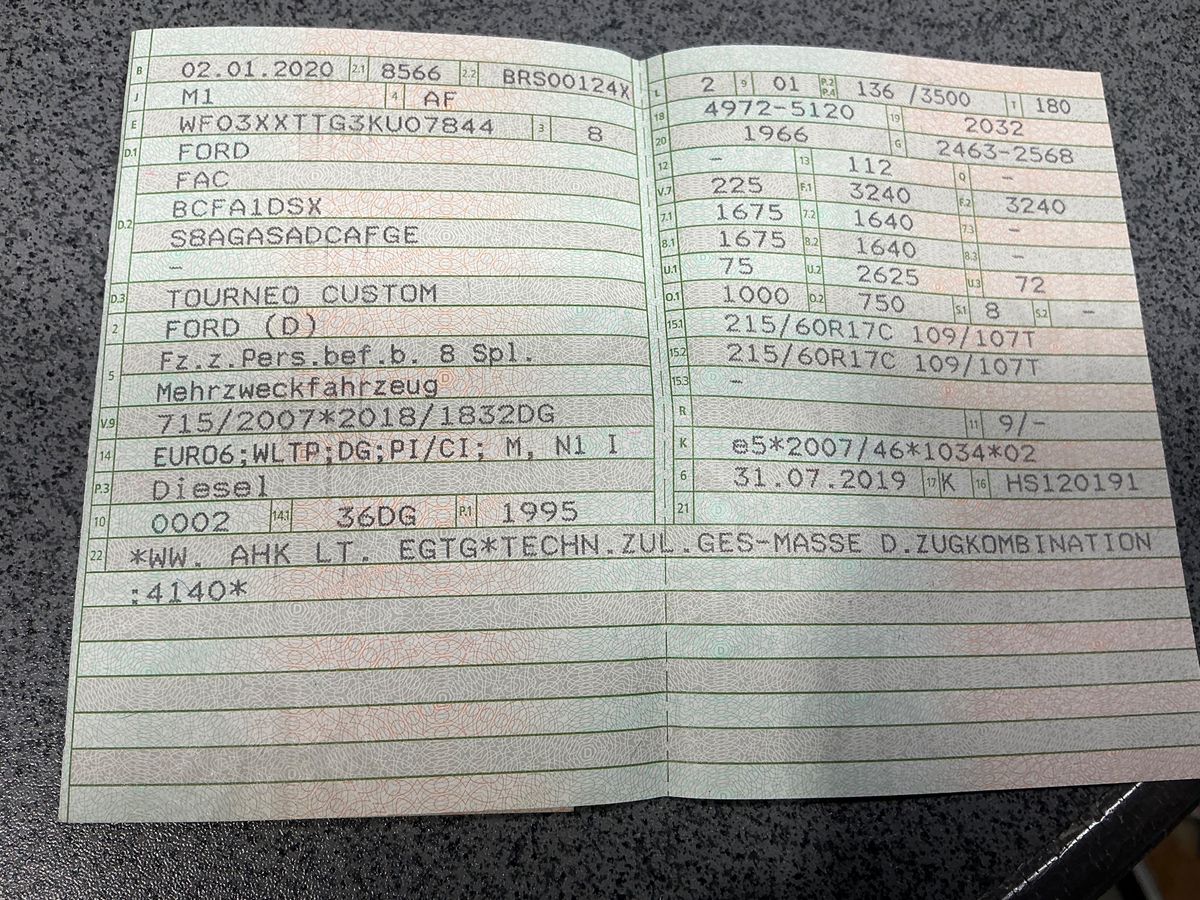 B 02.01.2020 2.1 8566 2.2 BRS00124X
J M1 4 AF
E WF03XXTTG3KU07844 3 8
D.1 FORD
FAC
D.2 BCFA1DSX
S8AGASADCAFGE
–
D.3 TOURNEO CUSTOM
2 FORD (D)
5 Fz.z.Pers.bef.b. 8 Spl.
Mehrzweckfahrzeug
V.9 715/2007*2018/1832DG
14 EURO6;WLTP;DG;PI/CI; M, N1 I
P.3 Diesel
10 0002 14.1 36DG P.1 1995
L 2 9 01 P.2 P.4 136 /3500 T 180
18 4972-5120 19 2032
20 1966 G 2463-2568
12 – 13 112 Q –
V.7 225 F.1 3240 F.2 3240
7.1 1675 7.2 1640 7.3 –
8.1 1675 8.2 1640 8.3 –
U.1 75 U.2 2625 U.3 72
O.1 1000 O.2 750 S.1 8 S.2 –
15.1 215/60R17C 109/107T
15.2 215/60R17C 109/107T
15.3 –
R 11 9/-
K e5*2007/46*1034*02
6 31.07.2019 17 K 16 HS120191
21
22 *WW. AHK LT. EGTG*TECHN.ZUL.GES-MASSE D.ZUGKOMBINATION
:4140*